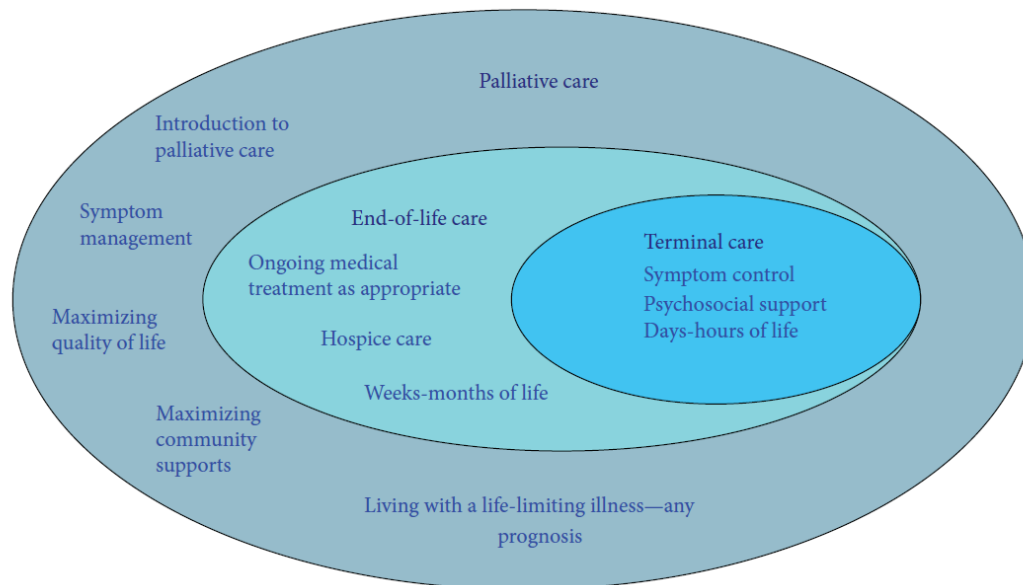 Palliative care
Introduction to
palliative care
Symptom
management
Maximizing
quality of life
Maximizing
community
supports
Living with a life-limiting illness—any
prognosis
End-of-life care
Ongoing medical
treatment as appropriate
Hospice care
Weeks-months of life
Terminal care
Symptom control
Psychosocial support
Days-hours of life